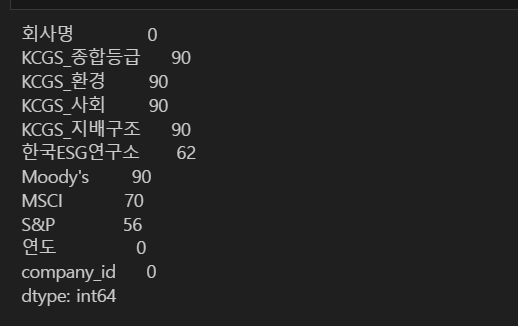 회사명 0
KCGS_종합등급 90
KCGS_환경 90
KCGS_사회 90
KCGS_지배구조 90
한국ESG연구소 62
Moody's 90
MSCI 70
S&P 56
연도 0
company_id 0
dtype: int64